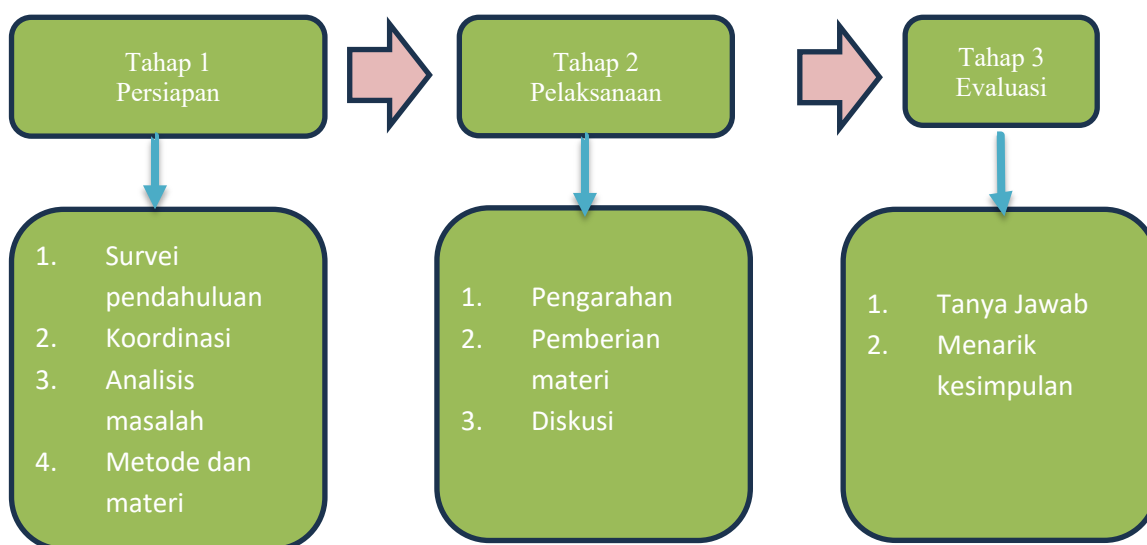 Tahap 1
Persiapan
Tahap 2
Pelaksanaan
Tahap 3
Evaluasi
1. Survei
pendahuluan
2. Koordinasi
3. Analisis
masalah
4. Metode dan
materi
1. Pengarahan
2. Pemberian
materi
3. Diskusi
1. Tanya Jawab
2. Menarik
kesimpulan